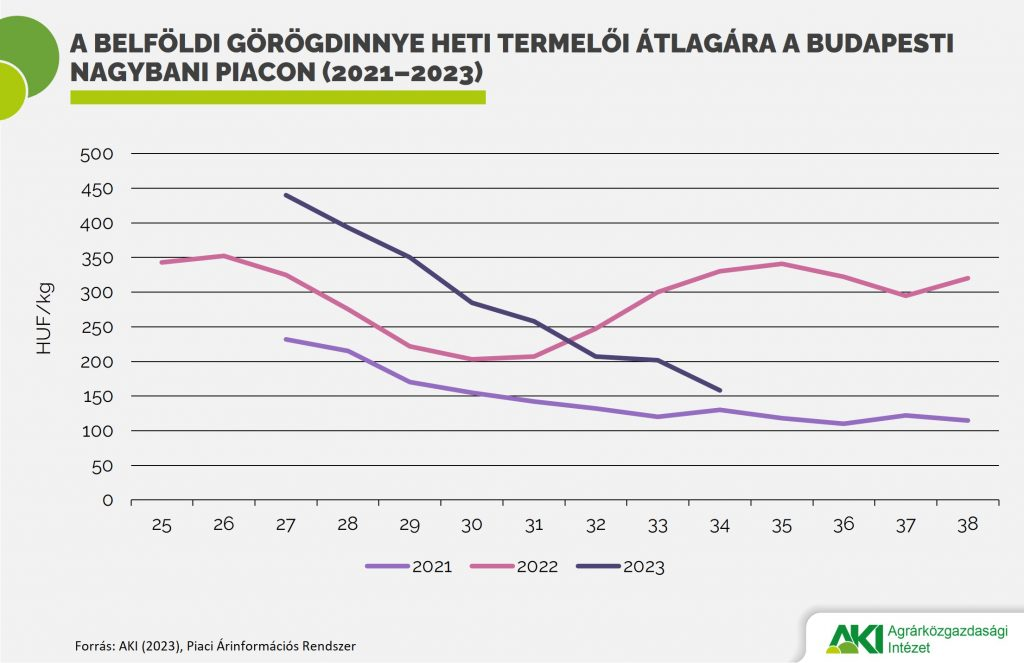 A BELFÖLDI GÖRÖGDINNYE HETI TERMELŐI ÁTLAGÁRA A BUDAPESTI
NAGYBANI PIACON (2021–2023)
500
450
400
350
300
250
200
150
100
50
0
HUF/kg
25 26 27 28 29 30 31 32 33 34 35 36 37 38
2021 2022 2023
Forrás: AKI (2023), Piaci Árinformációs Rendszer
AKI Agrárközgazdasági
Intézet